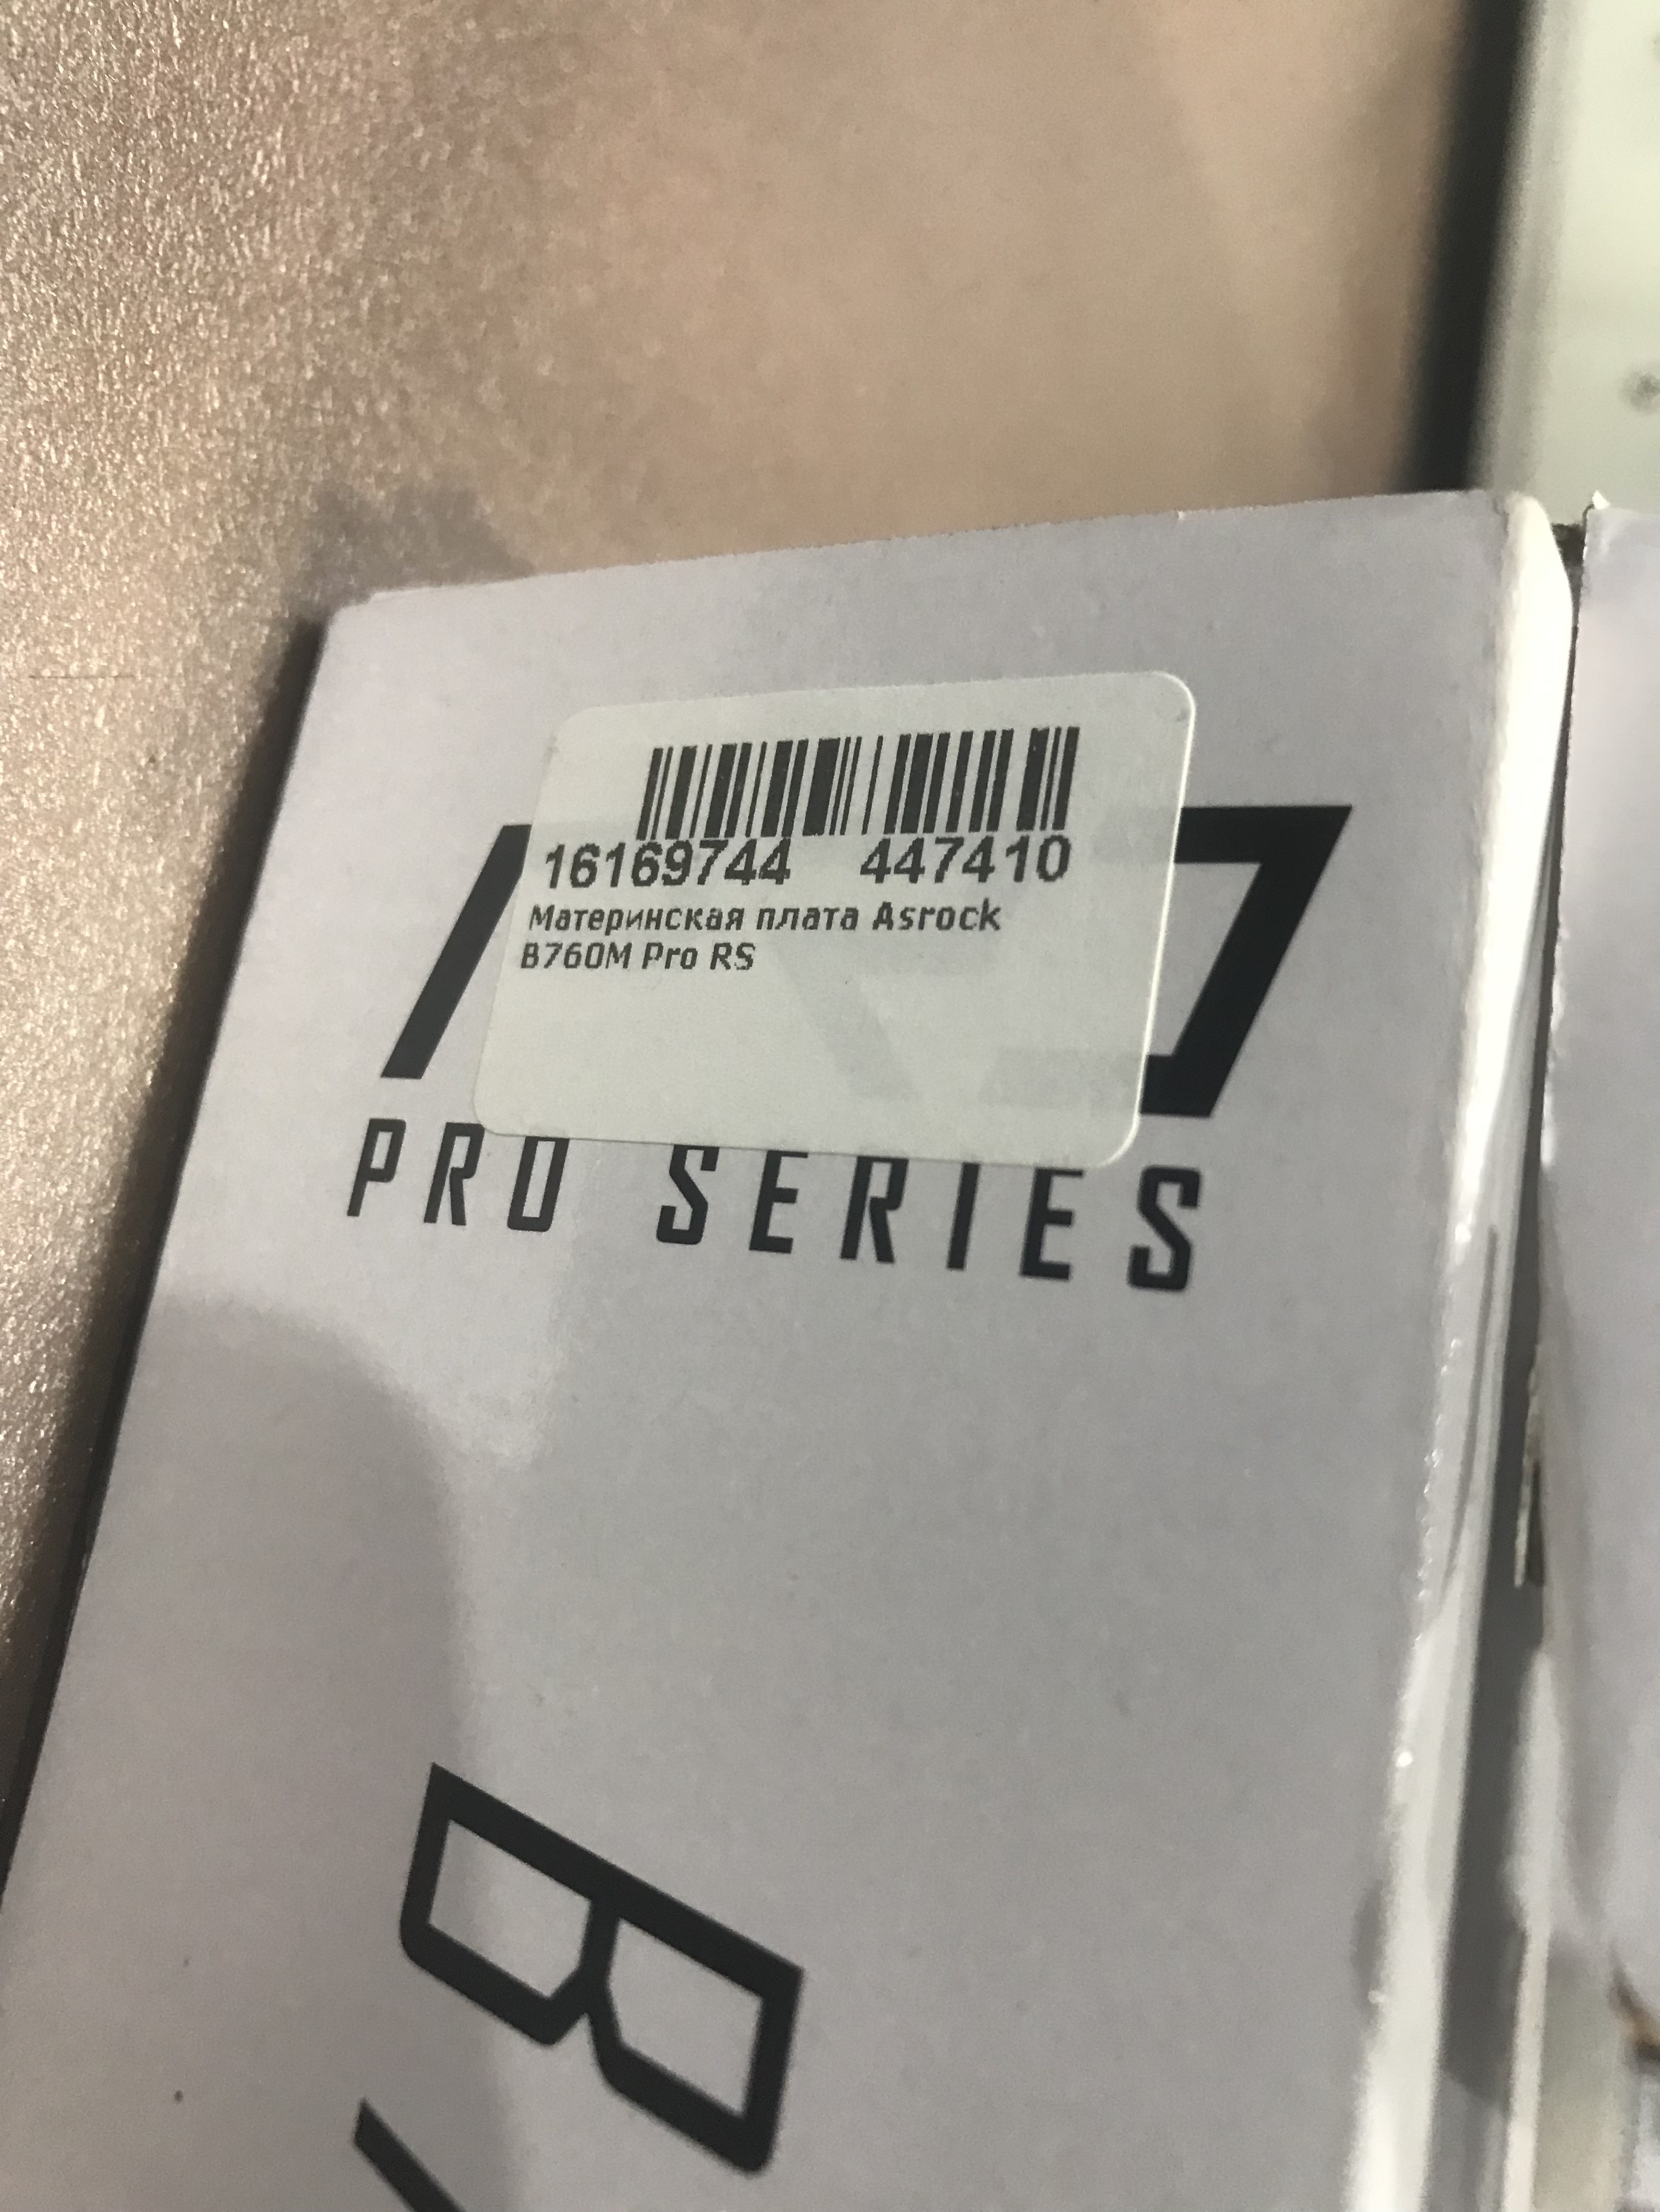 16169744 447410
Материнская плата Asrock
B760M Pro RS
PRO SERIES
B